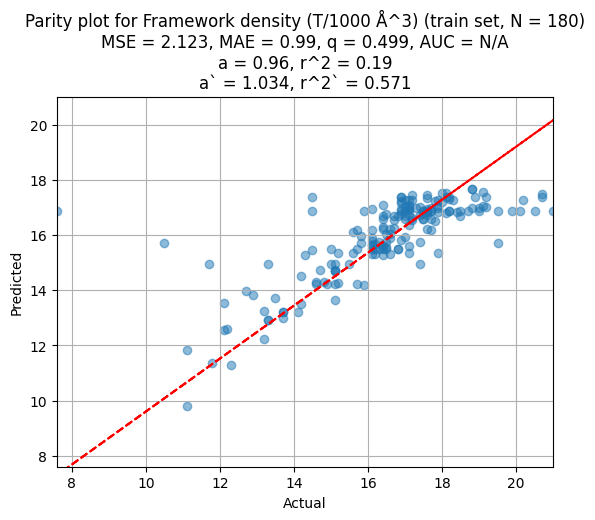 Parity plot for Framework density (T/1000 Å^3) (train set, N = 180)
MSE = 2.123, MAE = 0.99, q = 0.499, AUC = N/A
a = 0.96, r^2 = 0.19
a` = 1.034, r^2` = 0.571
20
18
16
14
12
10
8
Predicted
8 10 12 14 16 18 20
Actual